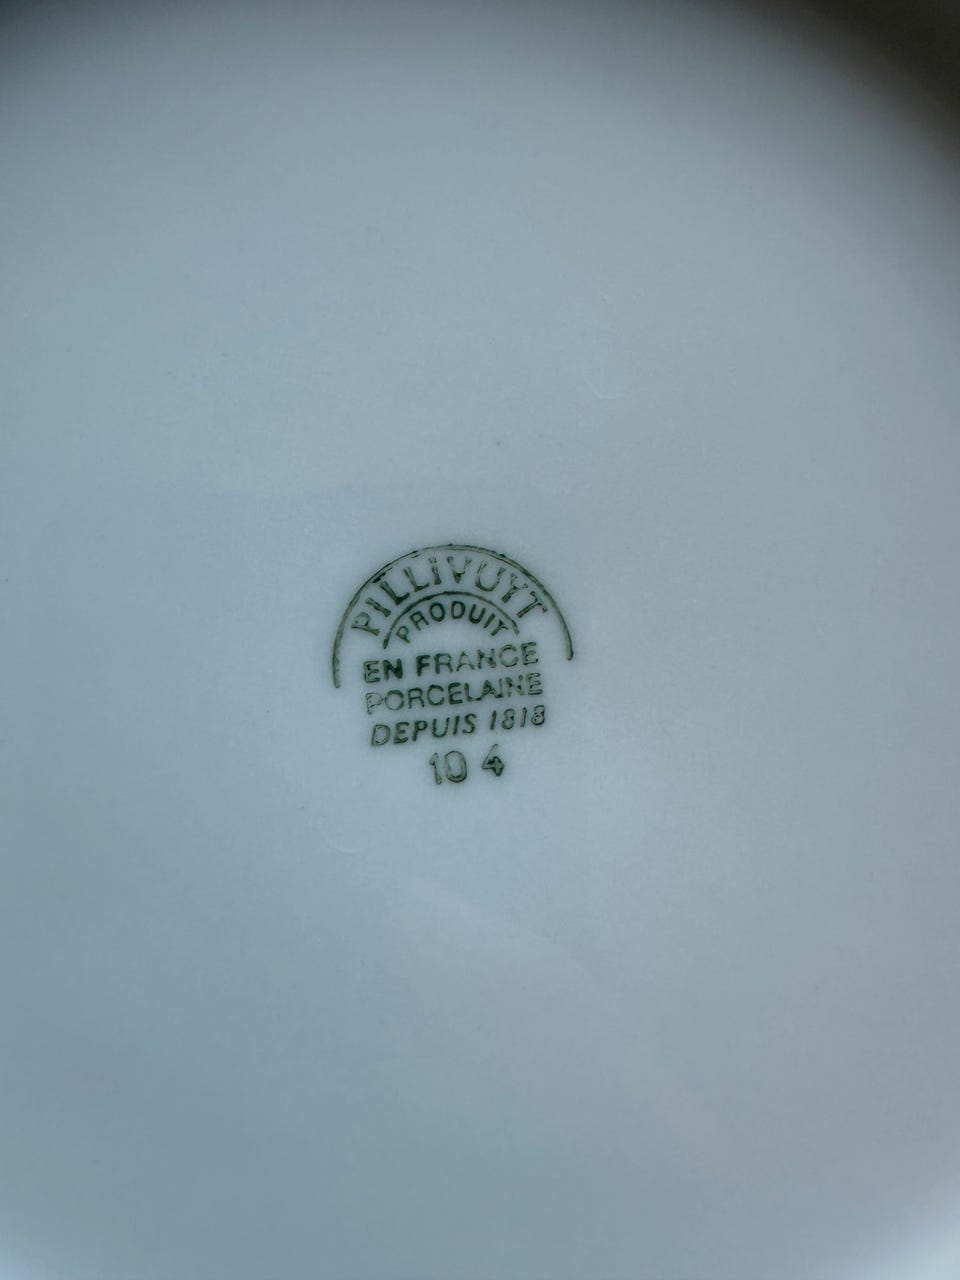 PILLIVUYT
PRODUIT
EN FRANCE
PORCELAINE
DEPUIS 1818
10 4